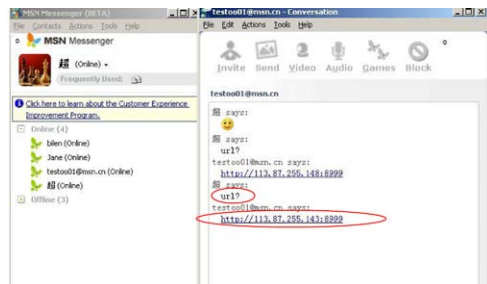 MSN Messenger (BETA)
File Contacts Actions Tools Help
MSN Messenger
超 (Online)
Frequently Used:
Click here to learn about the Customer Experience
Improvement Program.
Online (4)
bilen (Online)
Jane (Online)
testoo01@msn.cn (Online)
超 (Online)
Offline (3)
testoo01@msn.cn - Conversation
File Edit Actions Tools Help
Invite Send Video Audio Games Block
testoo01@msn.cn
超 says:
超 says:
url?
testoo01@msn.cn says:
http://113.87.255.148:8999
超 says:
url?
testoo01@msn.cn says:
http://113.87.255.143:8999